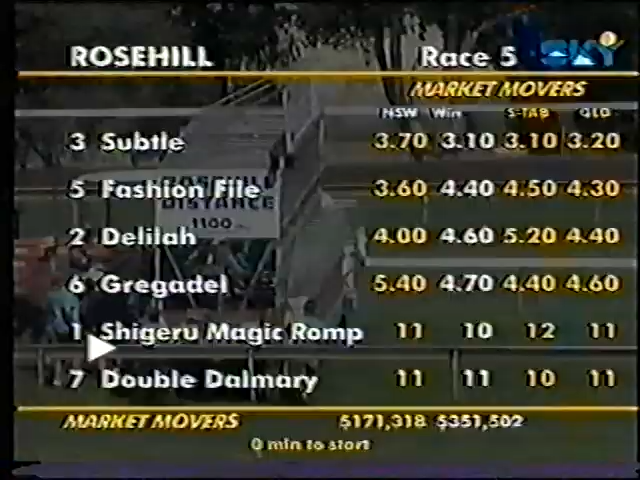 ROSEHILL Race 5 SKY
MARKET MOVERS
NSW Win S-TAB QLD
3 Subtle 3.70 3.10 3.10 3.20
5 Fashion File 3.60 4.40 4.50 4.30
2 Delilah 4.00 4.60 5.20 4.40
6 Gregadel 5.40 4.70 4.40 4.60
1 Shigeru Magic Romp 11 10 12 11
7 Double Dalmary 11 11 10 11
MARKET MOVERS $171,318 $351,502
0 min to start
ROSEHILL
DISTANCE
1100